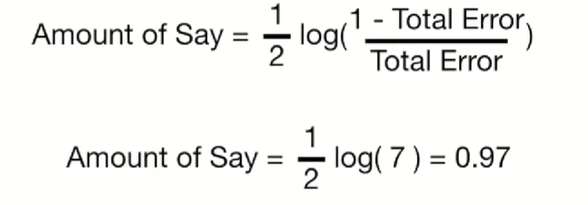 Amount of Say = 1/2 log(1 - Total Error/Total Error)
Amount of Say = 1/2 log( 7 ) = 0.97